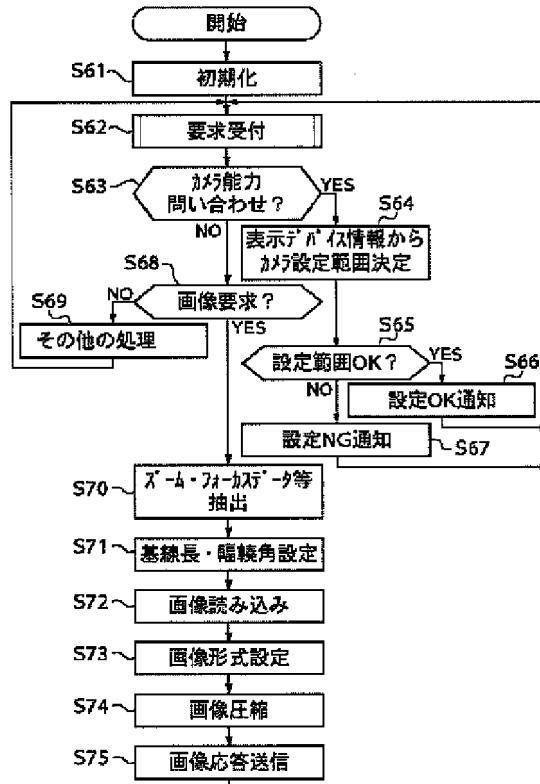 開始
S61
初期化
S62
要求受付
S63
カメラ能力
問い合わせ？
YES
NO
S64
表示デバイス情報から
カメラ設定範囲決定
S68
画像要求？
NO
YES
S69
その他の処理
S65
設定範囲OK？
YES
NO
S66
設定OK通知
設定NG通知
S67
S70
ズーム・フォーカスデータ等
抽出
S71
基線長・輻輳角設定
S72
画像読み込み
S73
画像形式設定
S74
画像圧縮
S75
画像応答送信